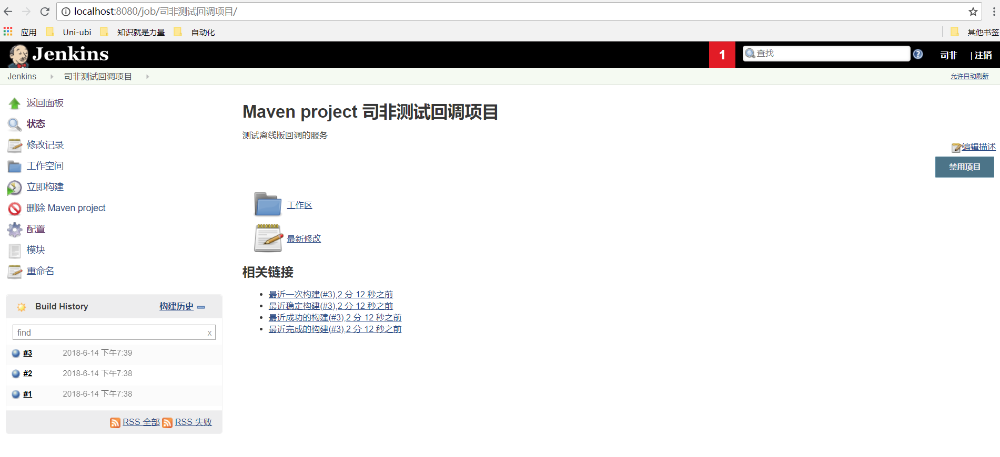 localhost:8080/job/司非测试回调项目/
应用 Uni-ubi 知识就是力量 自动化 其他书签
Jenkins 1 查找 司非 | 注销
Jenkins 司非测试回调项目 允许自动刷新
返回面板
状态
修改记录
工作空间
立即构建
删除 Maven project
配置
模块
重命名
Build History 构建历史
find x
#3 2018-6-14 下午7:39
#2 2018-6-14 下午7:38
#1 2018-6-14 下午7:38
RSS 全部 RSS 失败
Maven project 司非测试回调项目
测试离线版回调的服务
编辑描述
禁用项目
工作区
最新修改
相关链接
最近一次构建(#3),2 分 12 秒之前
最近稳定构建(#3),2 分 12 秒之前
最近成功的构建(#3),2 分 12 秒之前
最近完成的构建(#3),2 分 12 秒之前